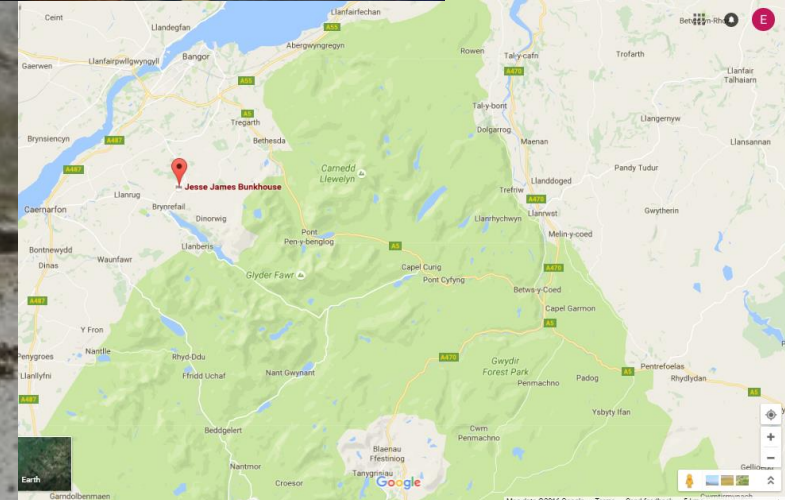 Ceint
Llanfairfechan
A55
Llandegfan
Abergwyngregyn
Rowen
Tal-y-cafn
Trofarth
E
Gaerwen
Llanfairpwllgwyngyll
Bangor
A55
A470
Llanfair
Talhaiarn
A5
Tregarth
Tal-y-bont
Llangernyw
Brynsiencyn
A487
Bethesda
Dolgarrog
Maenan
Llansannan
A487
Jesse James Bunkhouse
Carnedd
Llewelyn
Llanddoged
Pandy Tudur
Llanrug
Brynrefail
Trefriw
A470
Caernarfon
Dinorwig
Llanrhychwyn
Llanrwst
Gwytherin
Bontnewydd
Dinas
Waunfawr
Llanberis
Pont
Pen-y-benglog
A5
Melin-y-coed
Glyder Fawr
Capel Curig
Pont Cyfyng
A470
Betws-y-Coed
A487
Capel Garmon
A5
Y Fron
Nantlle
Penygroes
Rhyd-Ddu
A470
Gwydir
Forest Park
Pentrefoelas
Llanllyfni
Ffridd Uchaf
Nant Gwynant
Penmachno
Padog
A5
Rhydlydan
A487
A5
Ysbyty Ifan
Beddgelert
Cwm
Penmachno
Blaenau
Ffestiniog
Nantmor
Tanygrisiau
Earth
Croesor
Google
Garndolbenmaen